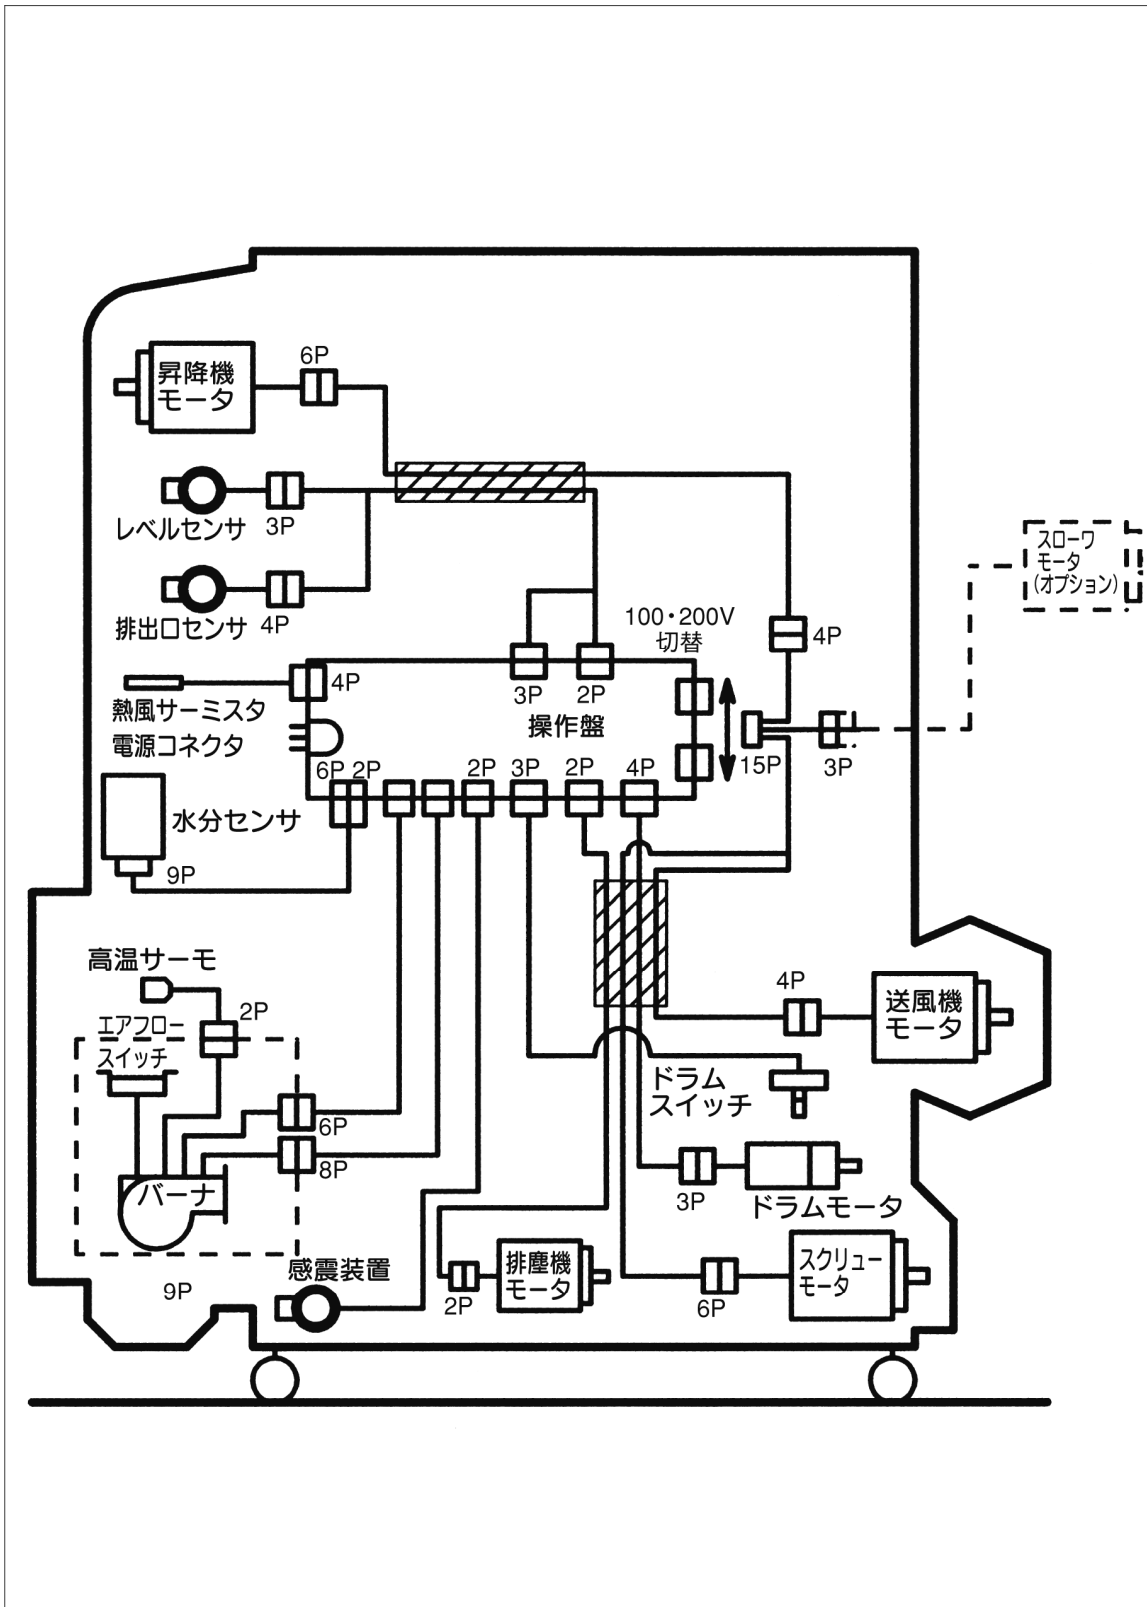 6P
昇降機
モータ
レベルセンサ
3P
排出口センサ
4P
スローワ
モータ
(オプション)
100・200V
切替
4P
4P
3P
2P
熱風サーミスタ
操作盤
電源コネクタ
15P
3P
6P 2P
2P
3P
2P
4P
水分センサ
9P
高温サーモ
2P
エアフロー
スイッチ
4P
送風機
モータ
ドラム
スイッチ
6P
8P
バーナ
3P
ドラムモータ
感震装置
9P
排塵機
モータ
2P
スクリュー
モータ
6P